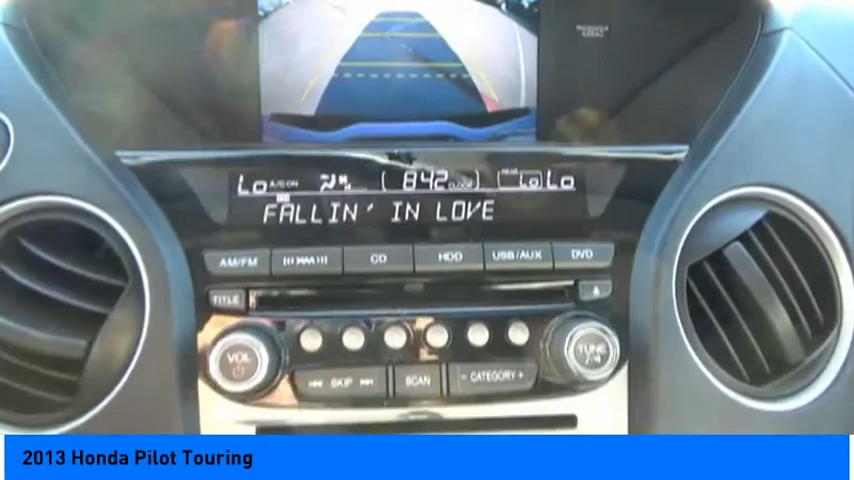 Lo A/C ON 842 CLOCK REAR Lo Lo
FALLIN' IN LOVE
AM/FM CD HDD USB/AUX DVD
TITLE
VOL TUNE
SKIP SCAN - CATEGORY +
2013 Honda Pilot Touring